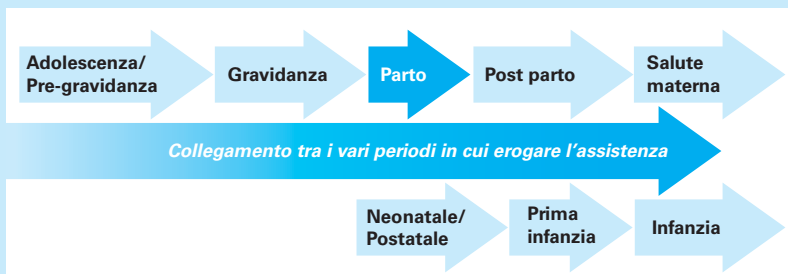 Adolescenza/
Pre-gravidanza
Gravidanza
Parto
Post parto
Salute
materna
Collegamento tra i vari periodi in cui erogare l'assistenza
Neonatale/
Postatale
Prima
infanzia
Infanzia